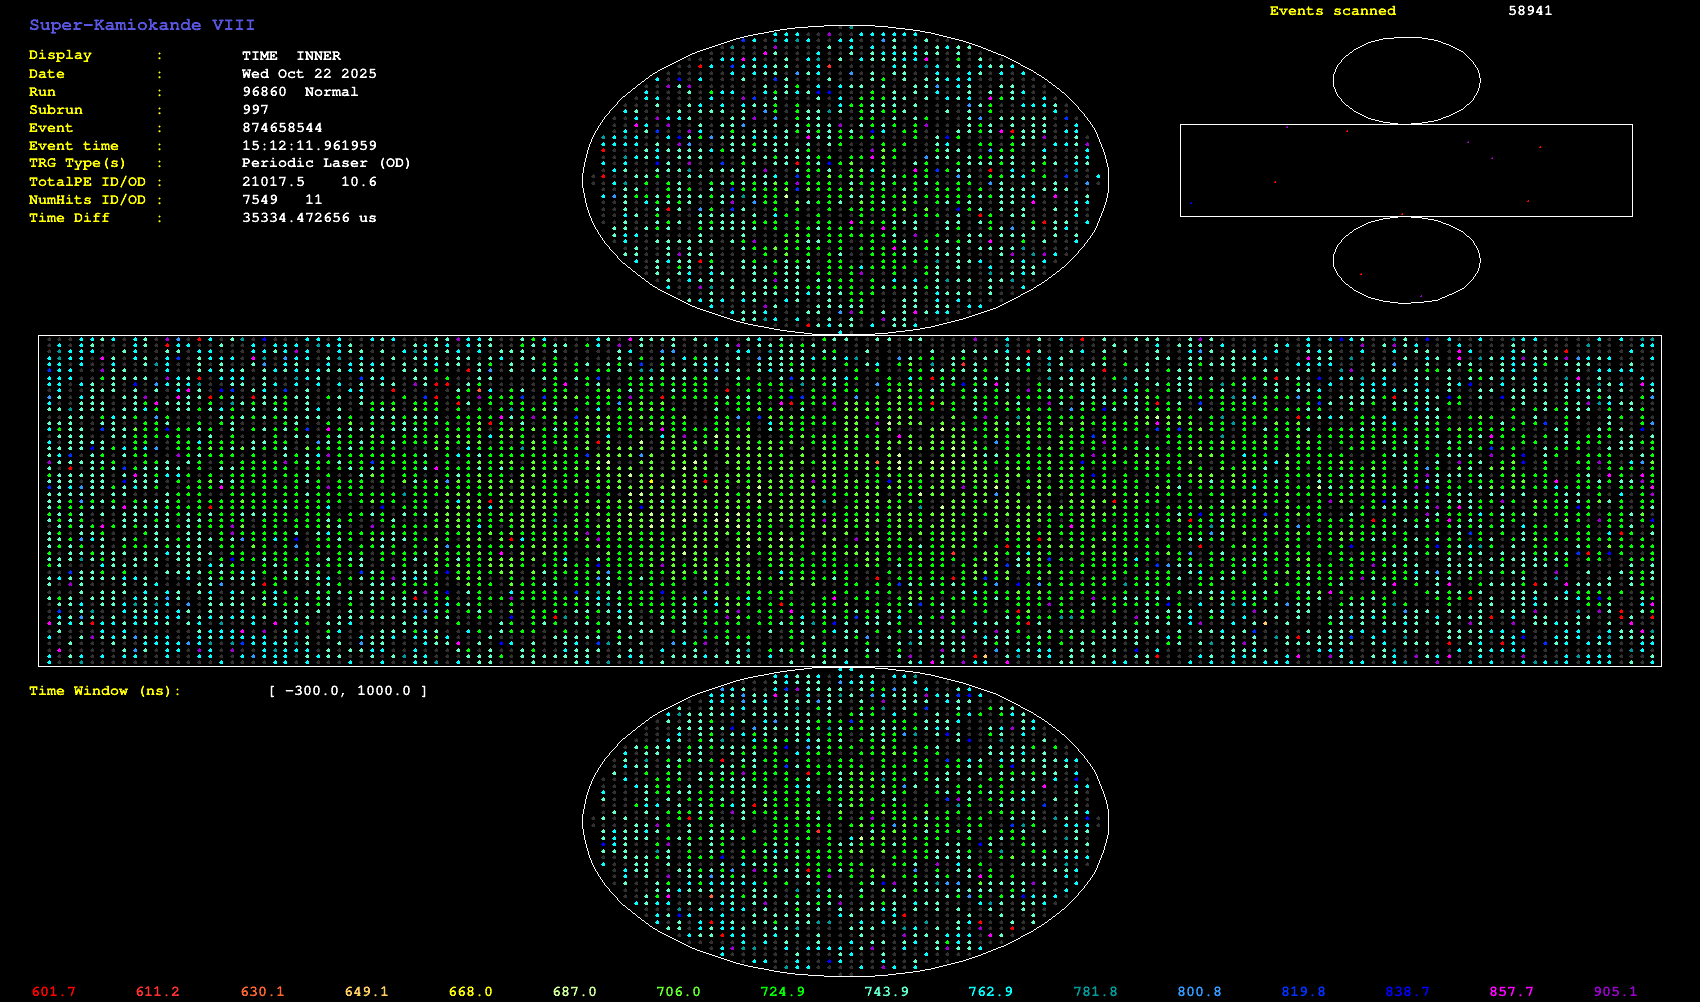 Super-Kamiokande VIII
Display : TIME INNER
Date : Wed Oct 22 2025
Run : 96860 Normal
Subrun : 997
Event : 874658544
Event time : 15:12:11.961959
TRG Type(s) : Periodic Laser (OD)
TotalPE ID/OD : 21017.5 10.6
NumHits ID/OD : 7549 11
Time Diff : 35334.472656 us
Events scanned 58941
Time Window (ns): [ -300.0, 1000.0 ]
601.7 611.2 630.1 649.1 668.0 687.0 706.0 724.9 743.9 762.9 781.8 800.8 819.8 838.7 857.7 905.1